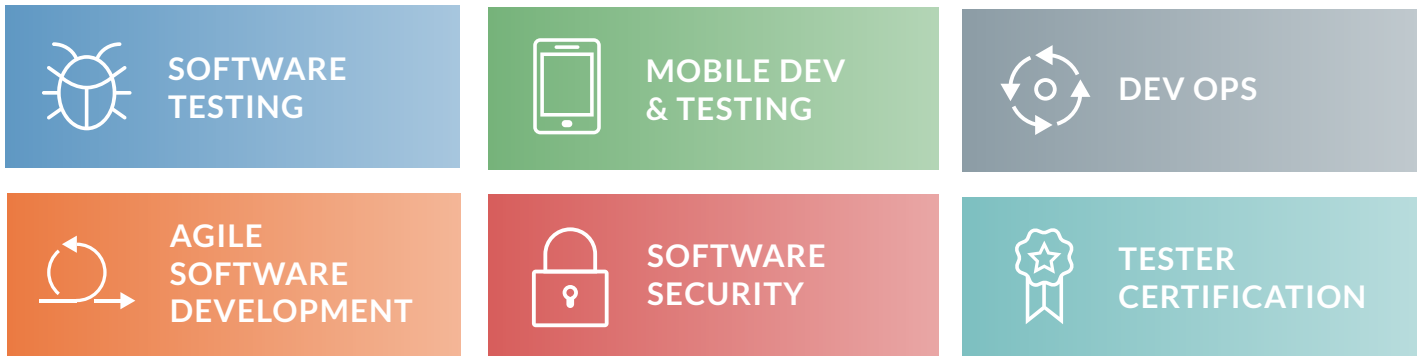 SOFTWARE
TESTING
MOBILE DEV
& TESTING
DEV OPS
AGILE
SOFTWARE
DEVELOPMENT
SOFTWARE
SECURITY
TESTER
CERTIFICATION